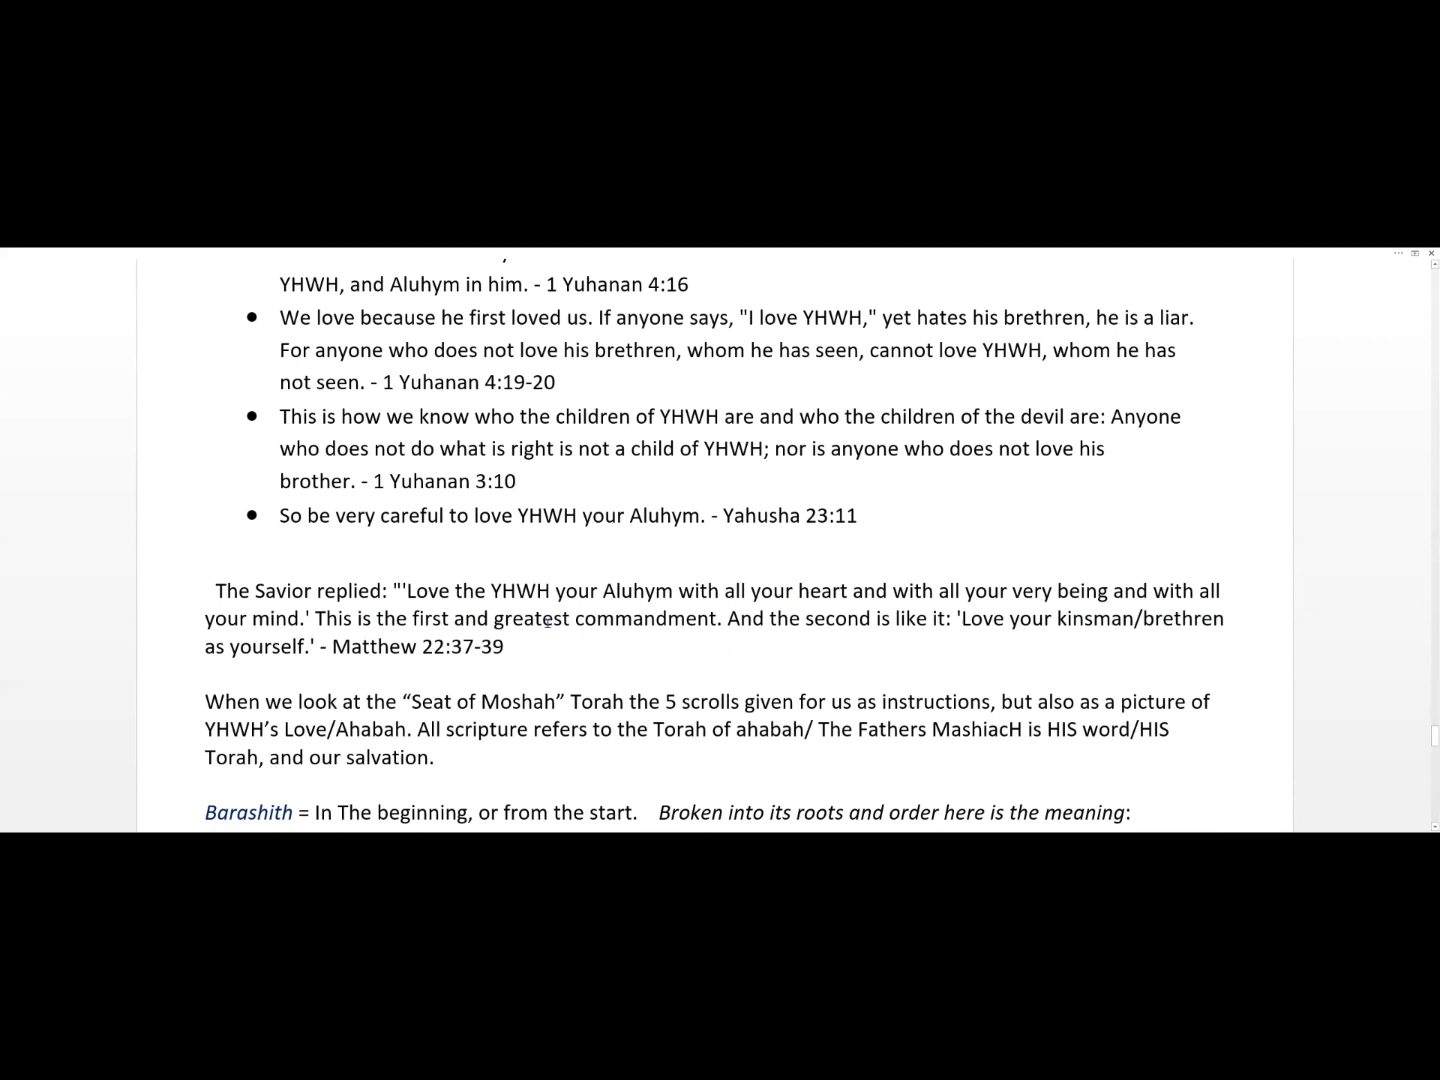 YHWH, and Aluhym in him. - 1 Yuhanan 4:16
● We love because he first loved us. If anyone says, "I love YHWH," yet hates his brethren, he is a liar.
For anyone who does not love his brethren, whom he has seen, cannot love YHWH, whom he has
not seen. - 1 Yuhanan 4:19-20
● This is how we know who the children of YHWH are and who the children of the devil are: Anyone
who does not do what is right is not a child of YHWH; nor is anyone who does not love his
brother. - 1 Yuhanan 3:10
● So be very careful to love YHWH your Aluhym. - Yahusha 23:11
The Savior replied: "'Love the YHWH your Aluhym with all your heart and with all your very being and with all
your mind.' This is the first and greatest commandment. And the second is like it: 'Love your kinsman/brethren
as yourself.' - Matthew 22:37-39
When we look at the “Seat of Moshah” Torah the 5 scrolls given for us as instructions, but also as a picture of
YHWH’s Love/Ahabah. All scripture refers to the Torah of ahabah/ The Fathers MashiacH is HIS word/HIS
Torah, and our salvation.
Barashith = In The beginning, or from the start. Broken into its roots and order here is the meaning: